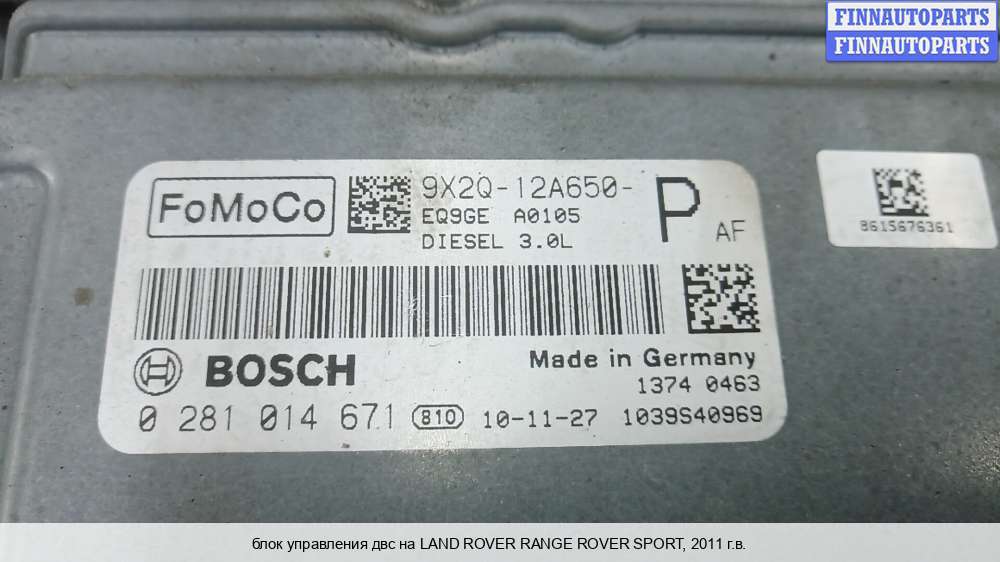 FINNAUTOPARTS
FINNAUTOPARTS
FoMoCo
9X2Q-12A650-
EQ9GE A0105
DIESEL 3.0L
P
AF
8615676361
BOSCH
Made in Germany
1374 0463
0 281 014 671 810 10-11-27 1039S40969
блок управления двс на LAND ROVER RANGE ROVER SPORT, 2011 г.в.